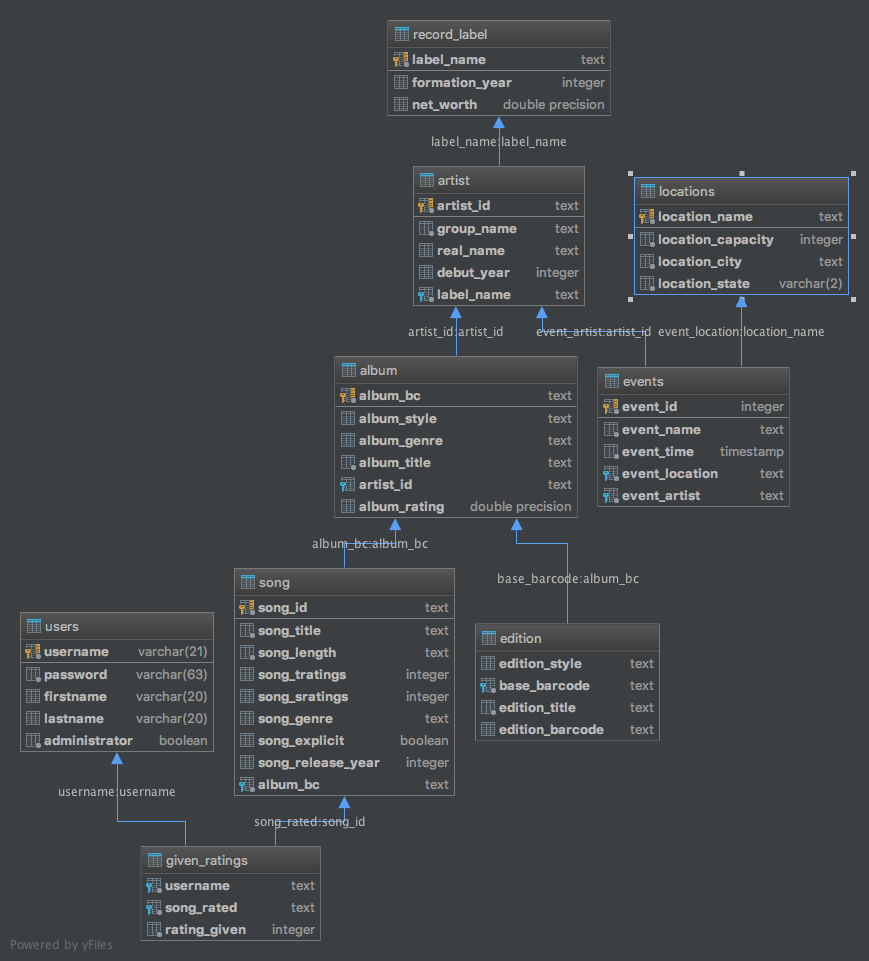 record_label
label_name text
formation_year integer
net_worth double precision
label_name:label_name
artist
artist_id text
group_name text
real_name text
debut_year integer
label_name text
locations
location_name text
location_capacity integer
location_city text
location_state varchar(2)
artist_id:artist_id
event_artist:artist_id
event_location:location_name
album
album_bc text
album_style text
album_genre text
album_title text
artist_id text
album_rating double precision
events
event_id integer
event_name text
event_time timestamp
event_location text
event_artist text
album_bc:album_bc
base_barcode:album_bc
song
song_id text
song_title text
song_length text
song_tratings integer
song_sratings integer
song_genre text
song_explicit boolean
song_release_year integer
album_bc text
users
username varchar(21)
password varchar(63)
firstname varchar(20)
lastname varchar(20)
administrator boolean
edition
edition_style text
base_barcode text
edition_title text
edition_barcode text
username:username
song_rated:song_id
given_ratings
username text
song_rated text
rating_given integer
Powered by yFiles